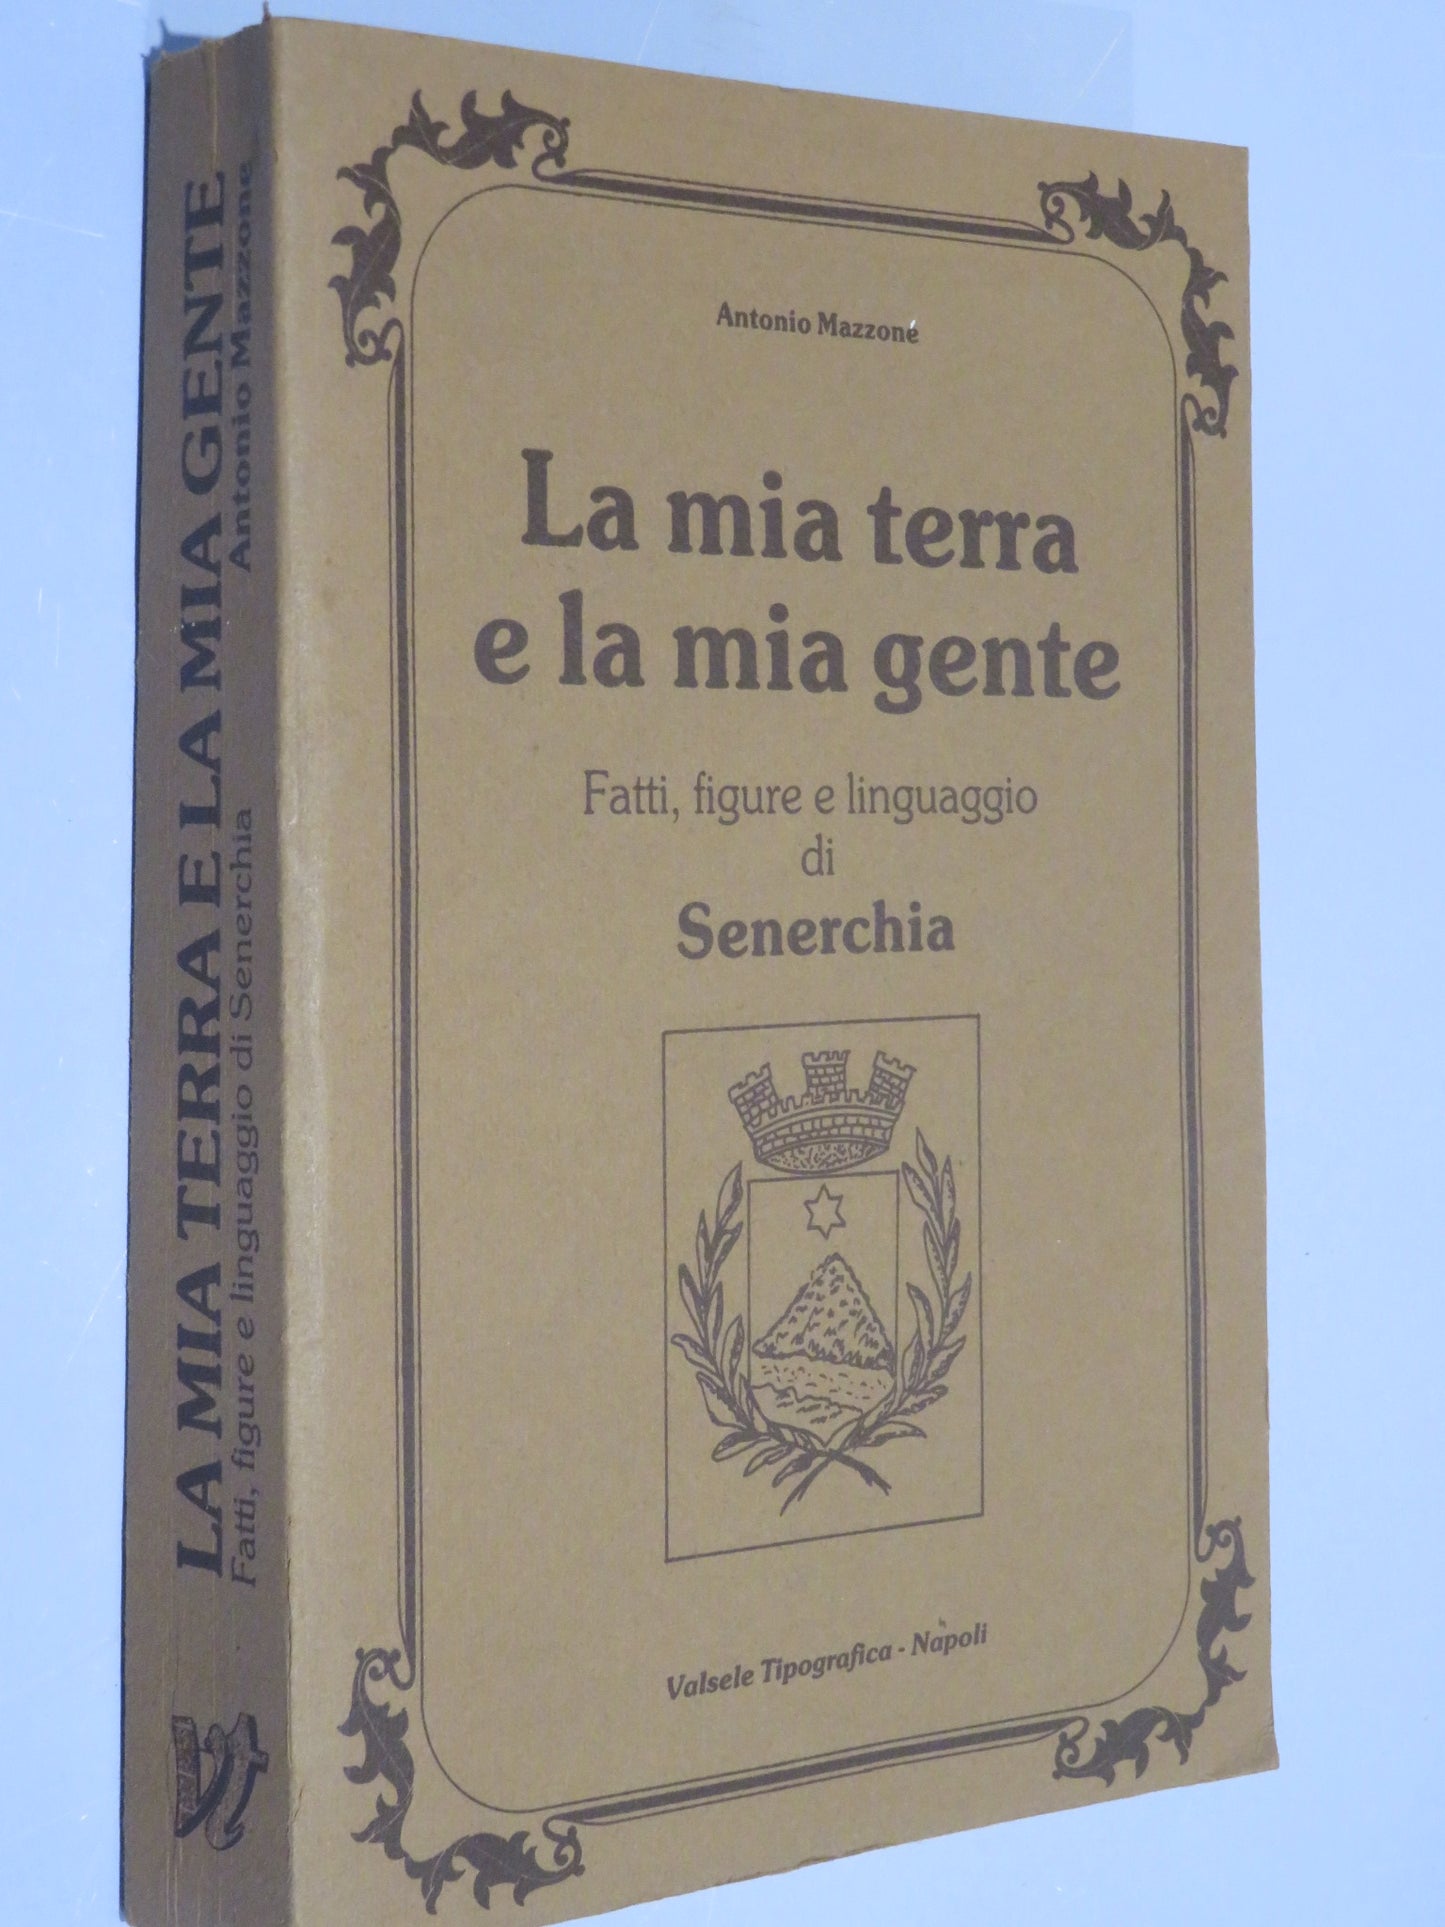 Antonio Mazzone
La mia terra
e la mia gente
Fatti, figure e linguaggio
di
Senerchia
Valsele Tipografica - Napoli
LA MIA TERRA E LA MIA GENTE
Fatti, figure e linguaggio di Senerchia Antonio Mazzone